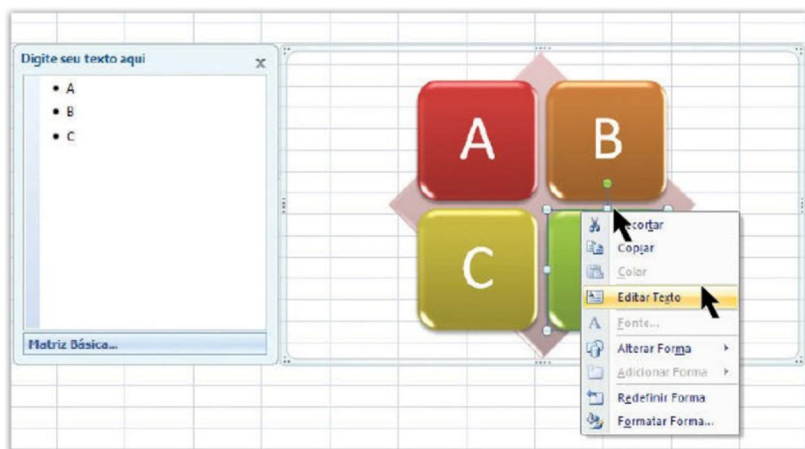 Digite seu texto aqui x
• A
• B
• C
Matriz Básica...
A B
C
Recortar
Copiar
Colar
Editar Texto
Fonte...
Alterar Forma
Adicionar Forma
Redefinir Forma
Formatar Forma...